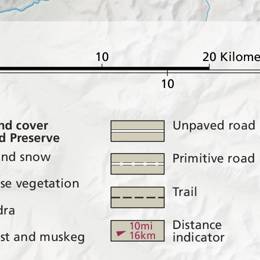 10
20 Kilome
10
nd cover
d Preserve
nd snow
se vegetation
dra
st and muskeg
Unpaved road
Primitive road
Trail
10mi
16km
Distance
indicator